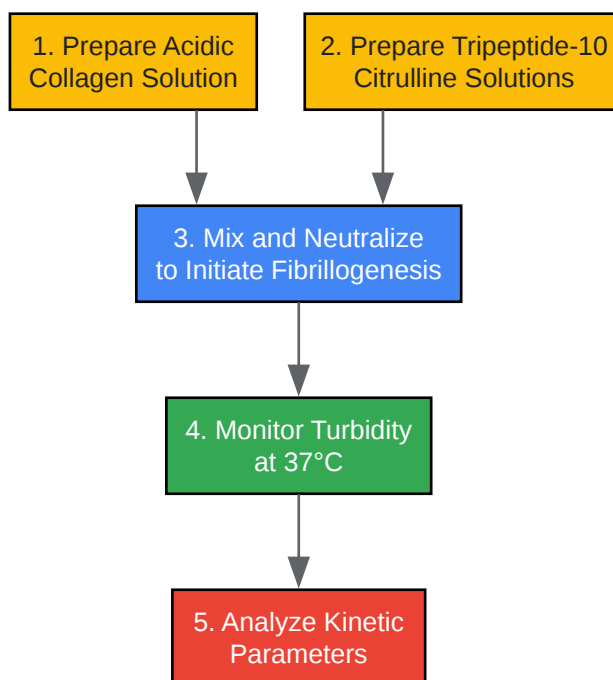 1. Prepare Acidic
Collagen Solution
2. Prepare Tripeptide-10
Citrulline Solutions
3. Mix and Neutralize
to Initiate Fibrillogenesis
4. Monitor Turbidity
at 37°C
5. Analyze Kinetic
Parameters